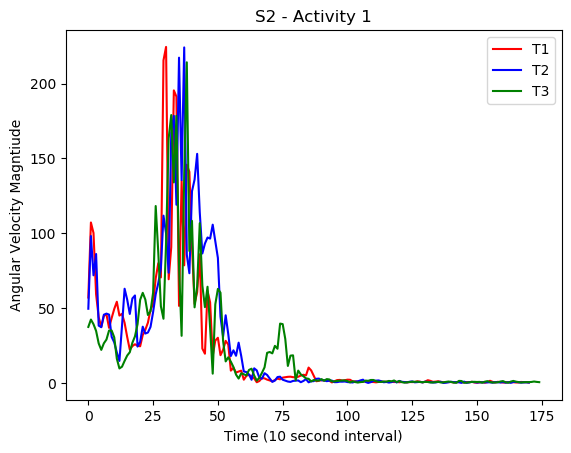 S2 - Activity 1
T1
T2
T3
Angular Velocity Magntiude
200
150
100
50
0
0 25 50 75 100 125 150 175
Time (10 second interval)